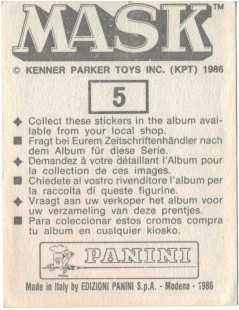 MASK™
© KENNER PARKER TOYS INC. (KPT) 1986
5
◆ Collect these stickers in the album avai-
lable from your local shop.
■ Fragt bei Eurem Zeitschriftenhändler nach
dem Album für diese Serie.
◆ Demandez à votre détaillant l'Album pour
la collection de ces images.
■ Chiedete al vostro rivenditore l'album per
la raccolta di queste figurine.
◆ Vraagt aan uw verkoper het album voor
uw verzameling van deze prentjes.
■ Para coleccionar estos cromos compra
tu album en cualquier kiosko.
PANINI
Made in Italy by EDIZIONI PANINI S.p.A. - Modena - 1986